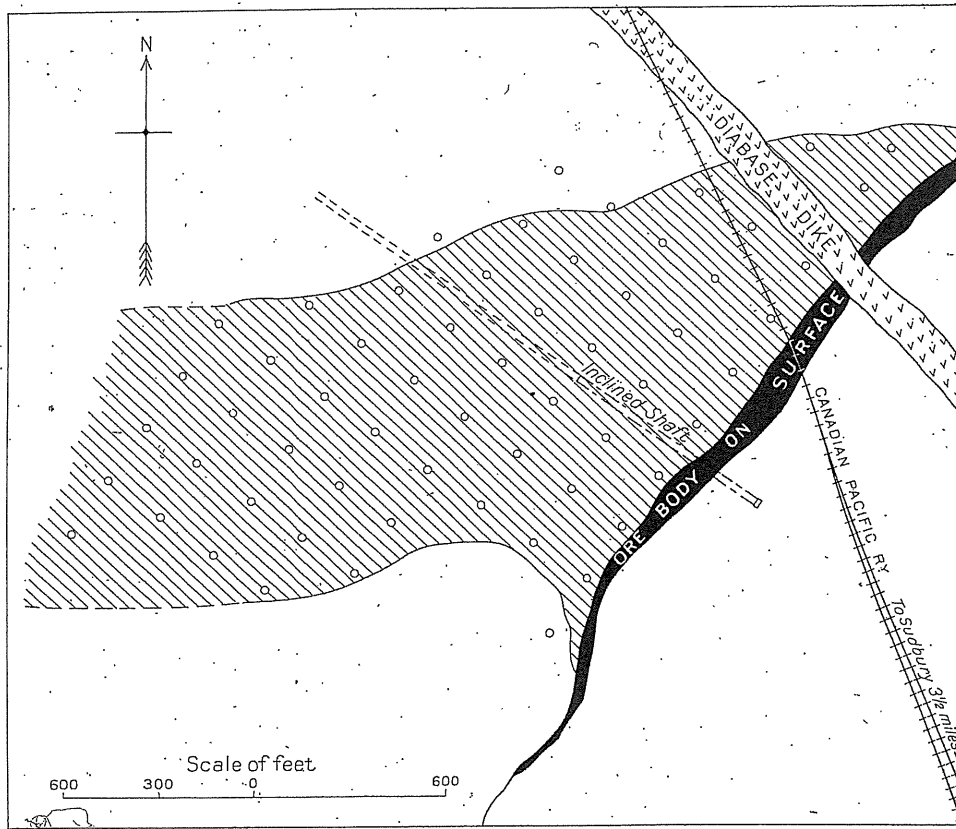 N
DIABASE DIKE
Inclined Shaft
ORE BODY ON SURFACE
CANADIAN PACIFIC RY To Sudbury 3½ miles
Scale of feet
600 300 0 600